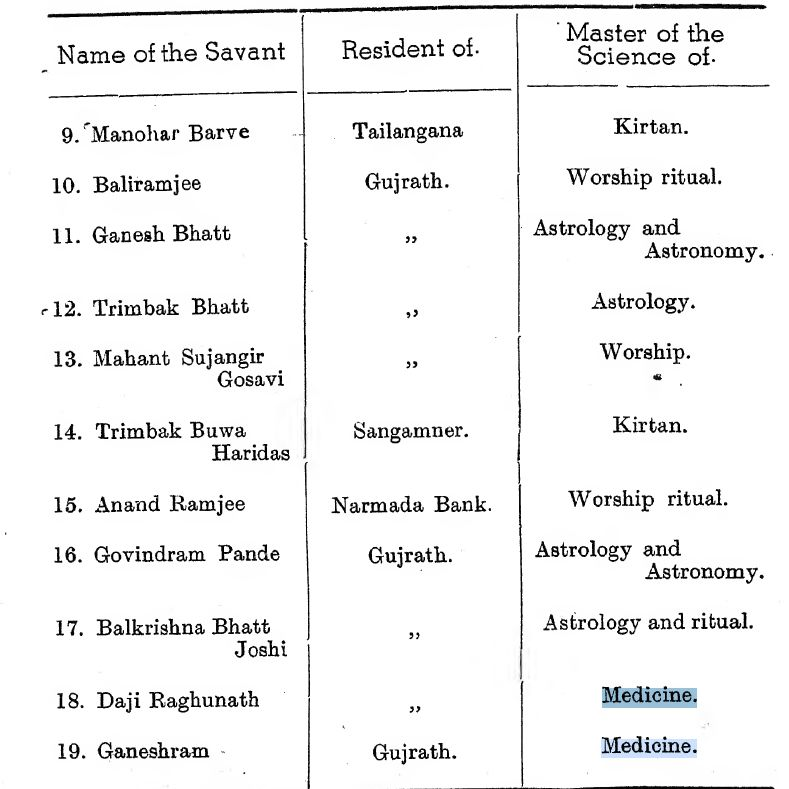 Name of the Savant Resident of. Master of the
Science of.
9. Manohar Barve Tailangana Kirtan.
10. Baliramjee Gujrath. Worship ritual.
11. Ganesh Bhatt ,, Astrology and
Astronomy.
12. Trimbak Bhatt ,, Astrology.
13. Mahant Sujangir ,, Worship.
Gosavi
14. Trimbak Buwa Sangamner. Kirtan.
Haridas
15. Anand Ramjee Narmada Bank. Worship ritual.
16. Govindram Pande Gujrath. Astrology and
Astronomy.
17. Balkrishna Bhatt ,, Astrology and ritual.
Joshi
18. Daji Raghunath ,, Medicine.
19. Ganeshram Gujrath. Medicine.